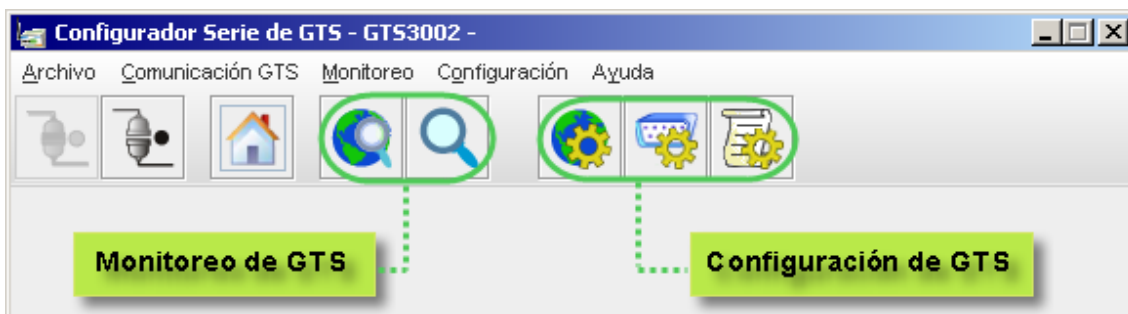 Configurador Serie de GTS - GTS3002 -
Archivo Comunicación GTS Monitoreo Configuración Ayuda
Monitoreo de GTS
Configuración de GTS